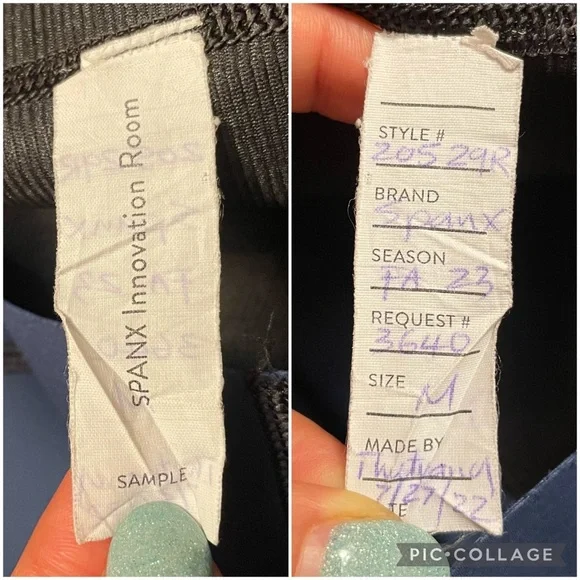 SPANX Innovation Room
SAMPLE
STYLE #
20529R
BRAND
Spanx
SEASON
FA 23
REQUEST #
3640
SIZE
M
MADE BY
7/27/22
PIC•COLLAGE